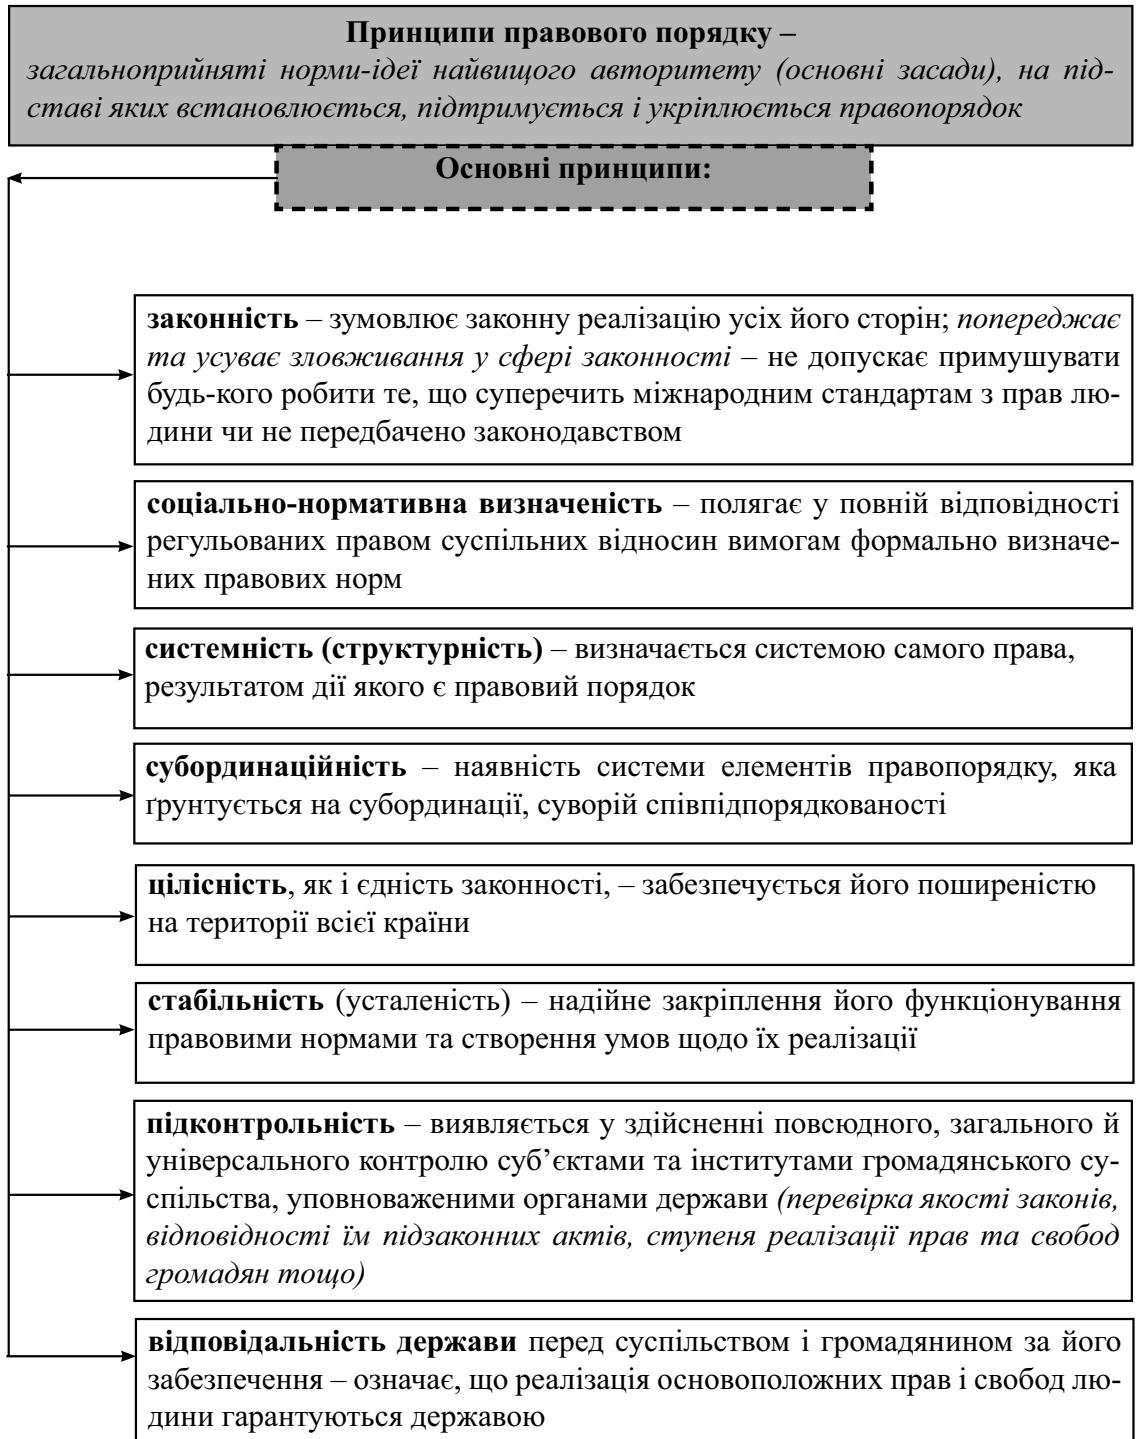 Принципи правового порядку –
загальноприйняті норми-ідеї найвищого авторитету (основні засади), на під-
ставі яких встановлюється, підтримується і укріплюється правопорядок
Основні принципи:
законність – зумовлює законну реалізацію усіх його сторін; попереджає
та усуває зловживання у сфері законності – не допускає примушувати
будь-кого робити те, що суперечить міжнародним стандартам з прав лю-
дини чи не передбачено законодавством
соціально-нормативна визначеність – полягає у повній відповідності
регульованих правом суспільних відносин вимогам формально визначе-
них правових норм
системність (структурність) – визначається системою самого права,
результатом дії якого є правовий порядок
субординаційність – наявність системи елементів правопорядку, яка
ґрунтується на субординації, суворій співпідпорядкованості
цілісність, як і єдність законності, – забезпечується його поширеністю
на території всієї країни
стабільність (усталеність) – надійне закріплення його функціонування
правовими нормами та створення умов щодо їх реалізації
підконтрольність – виявляється у здійсненні повсюдного, загального й
універсального контролю суб’єктами та інститутами громадянського су-
спільства, уповноваженими органами держави (перевірка якості законів,
відповідності їм підзаконних актів, ступеня реалізації прав та свобод
громадян тощо)
відповідальність держави перед суспільством і громадянином за його
забезпечення – означає, що реалізація основоположних прав і свобод лю-
дини гарантуються державою